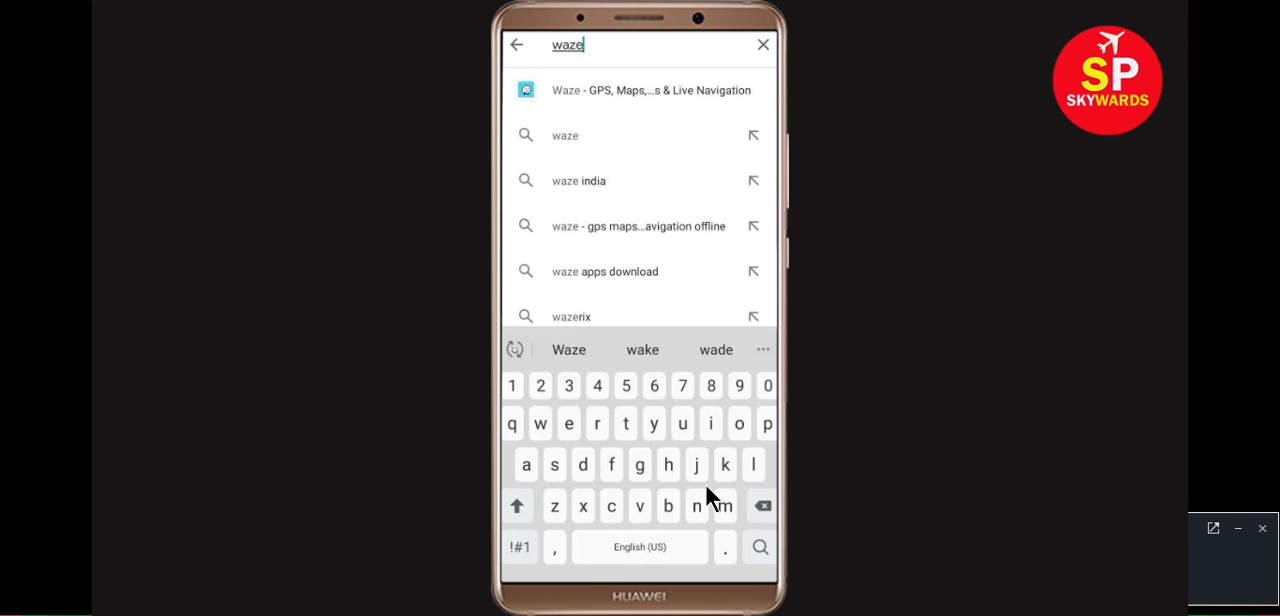 waze
Waze - GPS, Maps,...s & Live Navigation
waze
waze india
waze - gps maps...avigation offline
waze apps download
wazerix
Waze wake wade
1 2 3 4 5 6 7 8 9 0
q w e r t y u i o p
a s d f g h j k l
z x c v b n m
!#1 , English (US) .
HUAWEI
SP
SKYWARDS